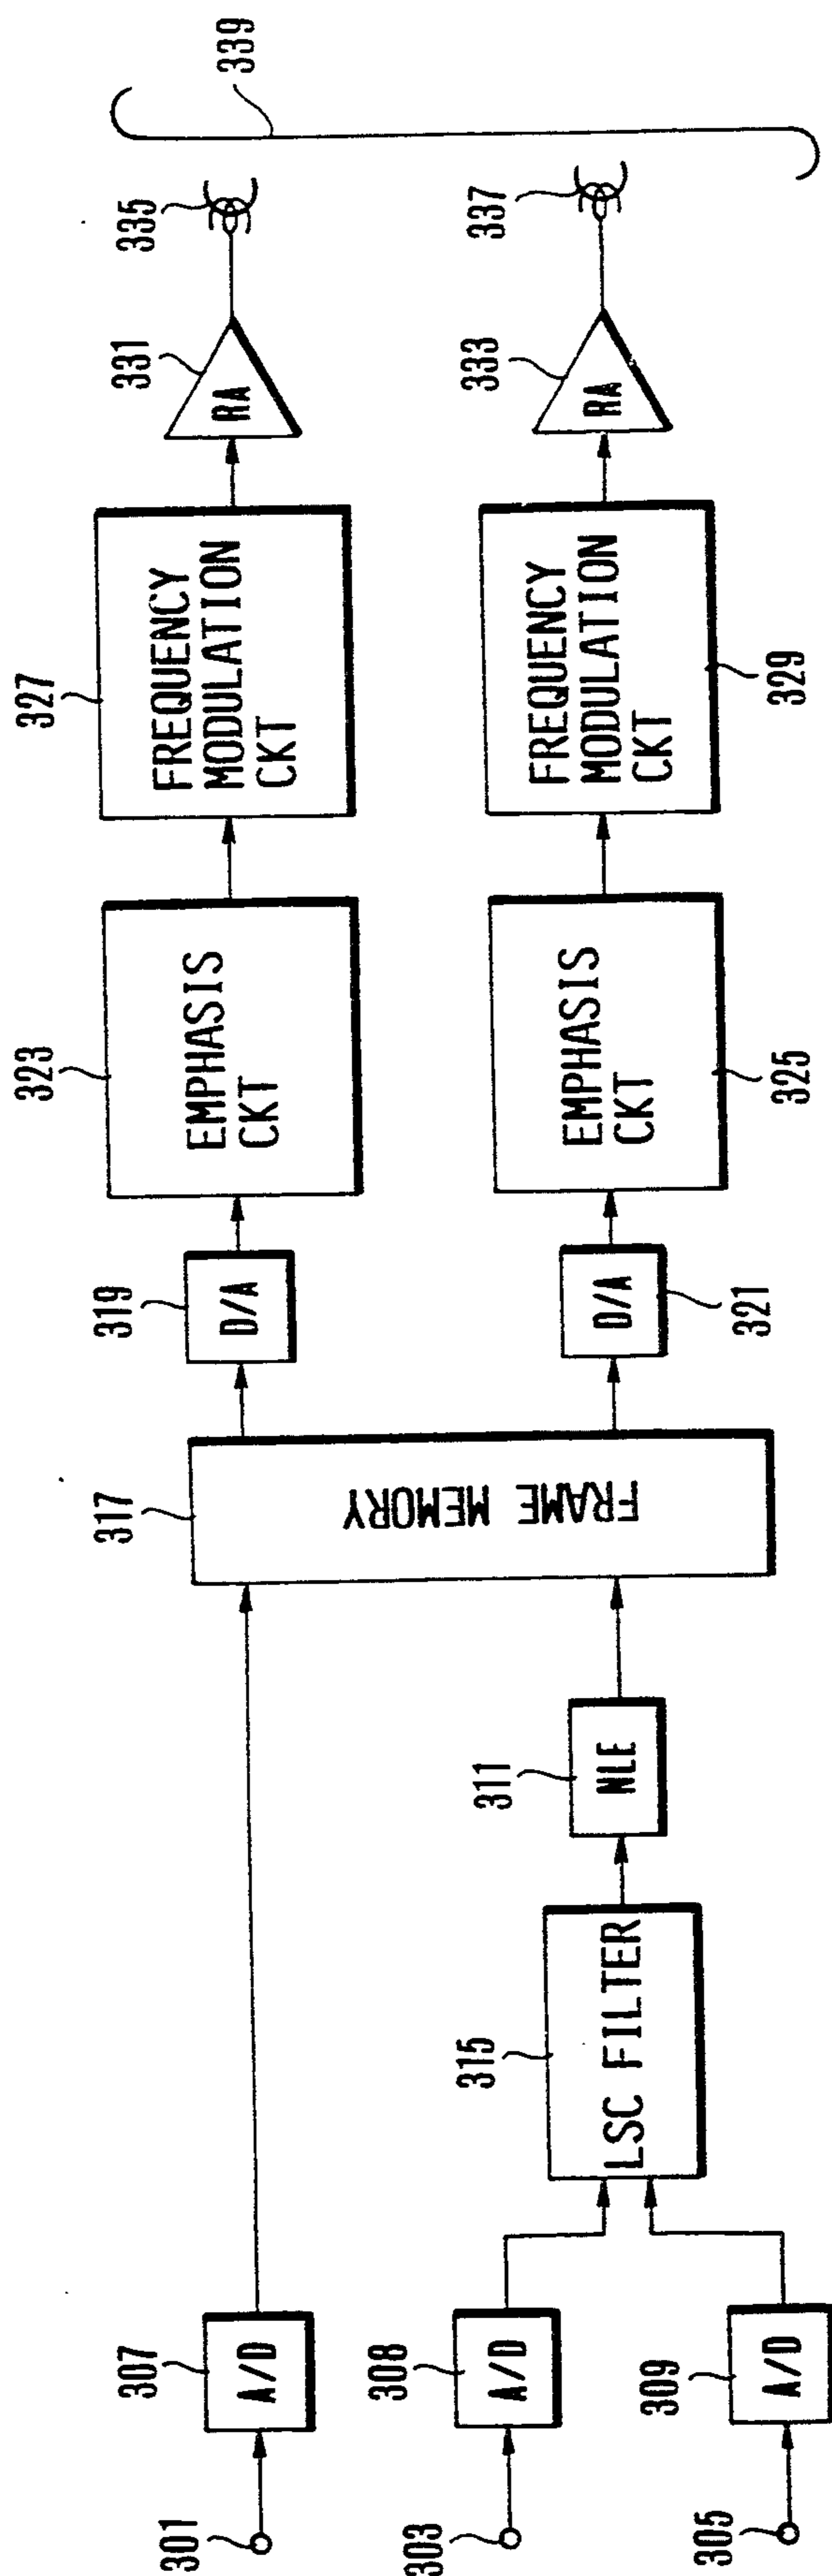 301
307
A/D
303
308
A/D
305
309
A/D
315
LSC FILTER
311
NLE
317
FRAME MEMORY
319
D/A
321
D/A
323
EMPHASIS
CKT
325
EMPHASIS
CKT
327
FREQUENCY
MODULATION
CKT
329
FREQUENCY
MODULATION
CKT
331
RA
333
RA
335
337
339